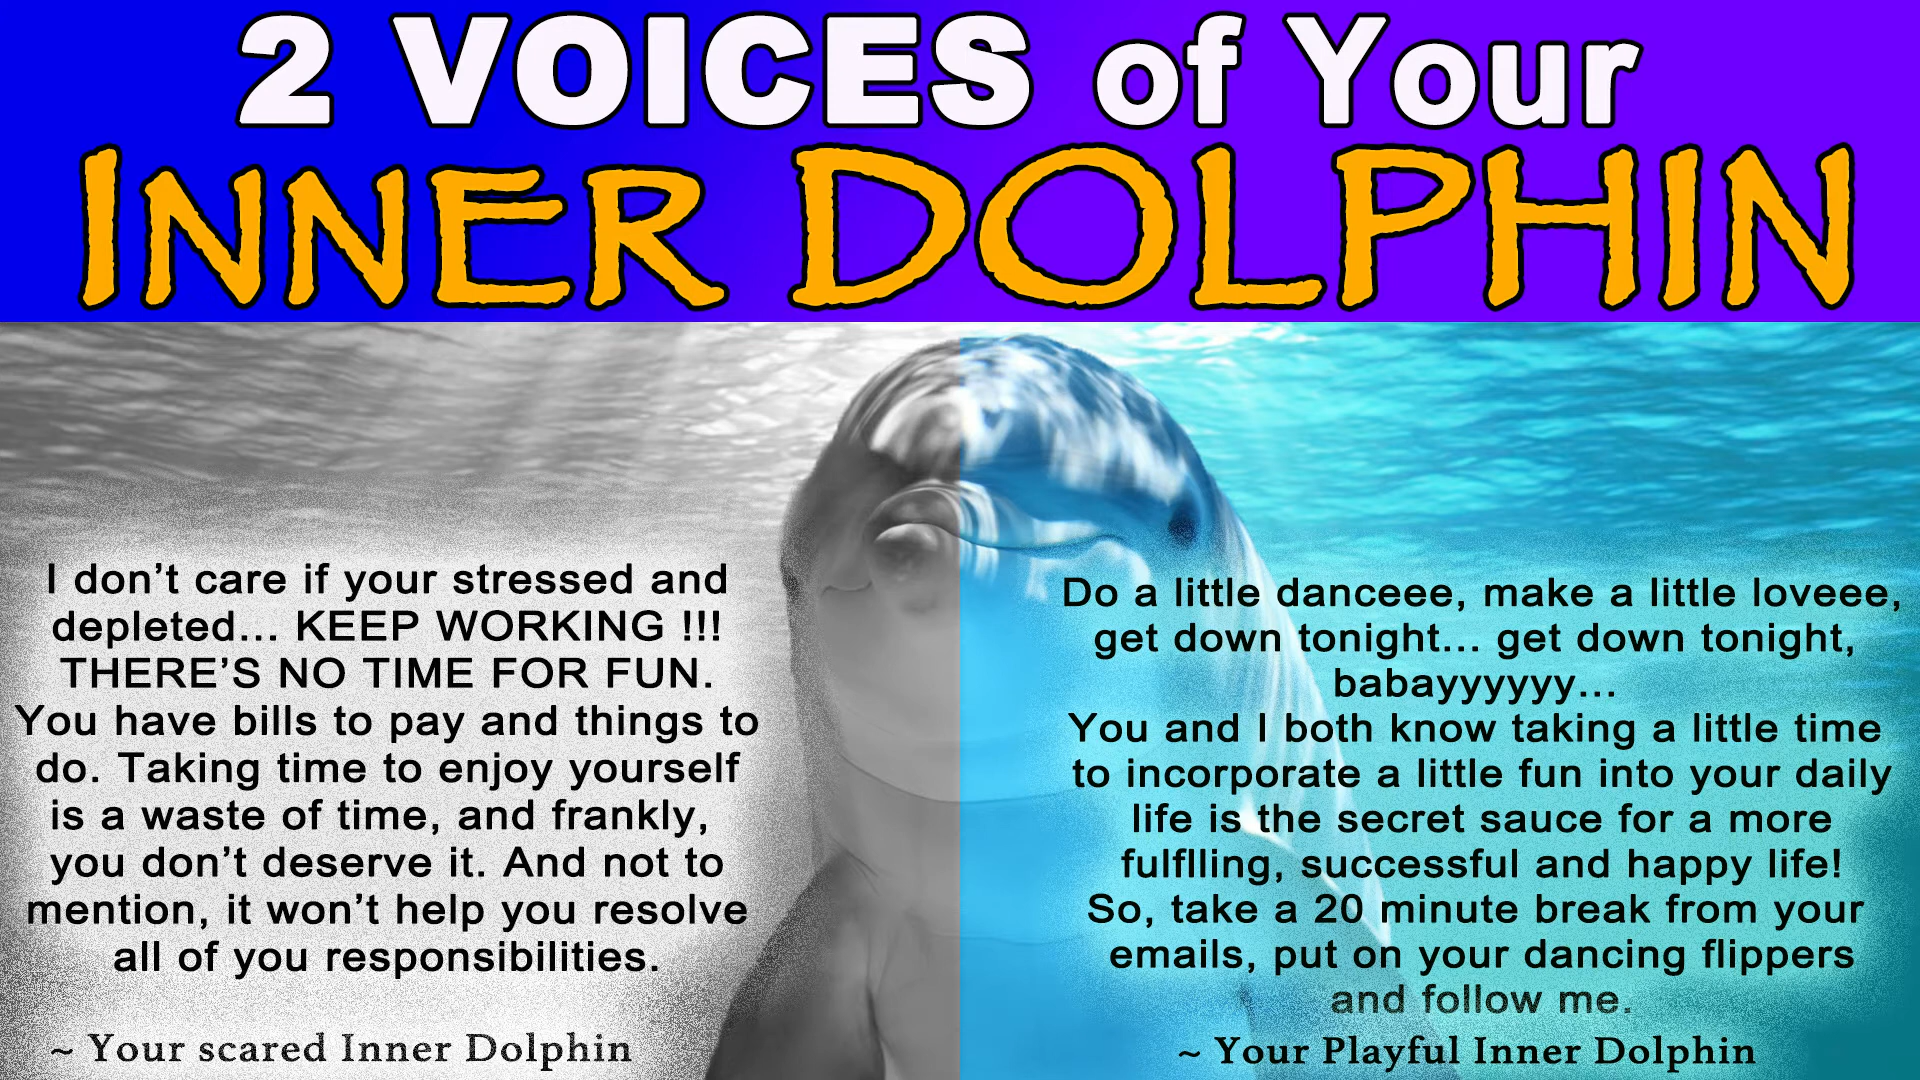 2 VOICES of Your
INNER DOLPHIN
I don’t care if your stressed and
depleted... KEEP WORKING !!!
THERE’S NO TIME FOR FUN.
You have bills to pay and things to
do. Taking time to enjoy yourself
is a waste of time, and frankly,
you don’t deserve it. And not to
mention, it won’t help you resolve
all of you responsibilities.
~ Your scared Inner Dolphin
Do a little danceee, make a little loveee,
get down tonight... get down tonight,
babayyyyyy...
You and I both know taking a little time
to incorporate a little fun into your daily
life is the secret sauce for a more
fulflling, successful and happy life!
So, take a 20 minute break from your
emails, put on your dancing flippers
and follow me.
~ Your Playful Inner Dolphin